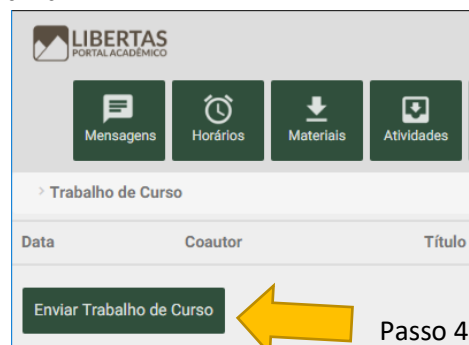 LIBERTAS
PORTAL ACADÊMICO
Mensagens Horários Materiais Atividades
> Trabalho de Curso
Data Coautor Título
Enviar Trabalho de Curso
Passo 4